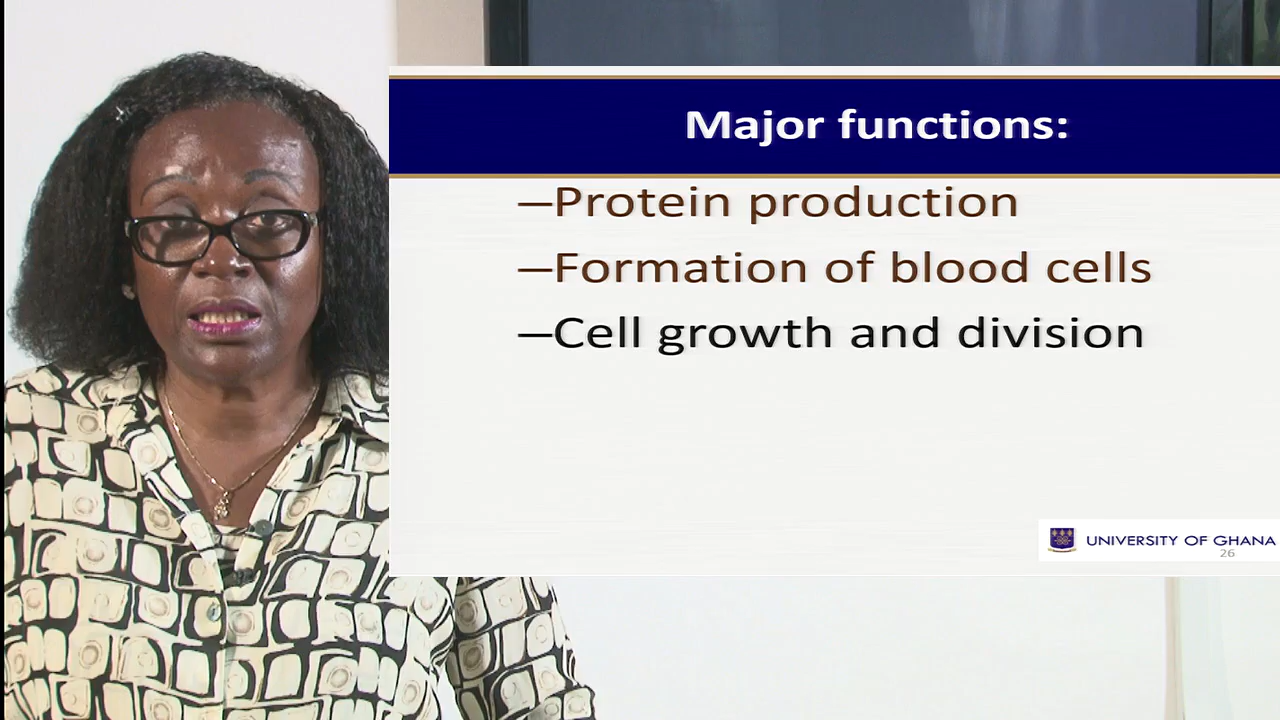 Major functions:
–Protein production
–Formation of blood cells
–Cell growth and division
UNIVERSITY OF GHANA
26